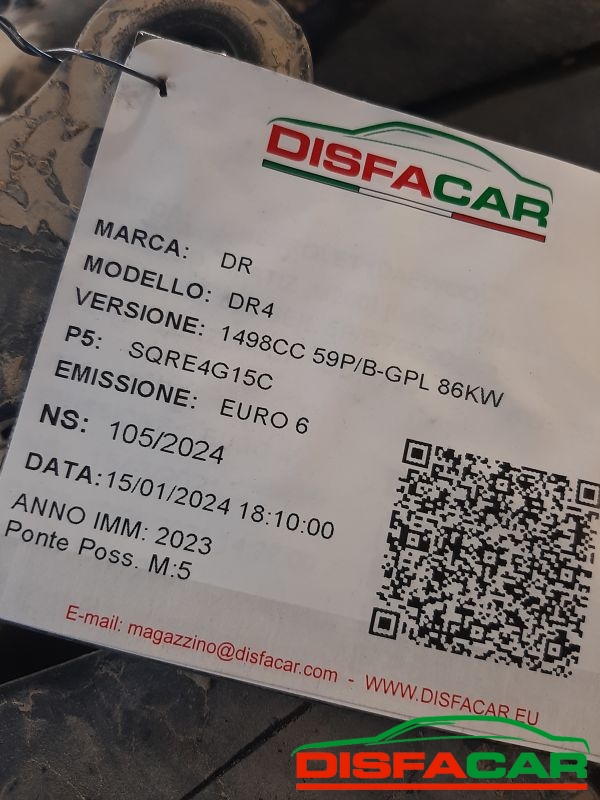 DISFACAR
MARCA: DR
MODELLO: DR4
VERSIONE: 1498CC 59P/B-GPL 86KW
P5: SQRE4G15C
EMISSIONE: EURO 6
NS: 105/2024
DATA:15/01/2024 18:10:00
ANNO IMM: 2023
Ponte Poss. M:5
E-mail: magazzino@disfacar.com - WWW.DISFACAR.EU
DISFACAR